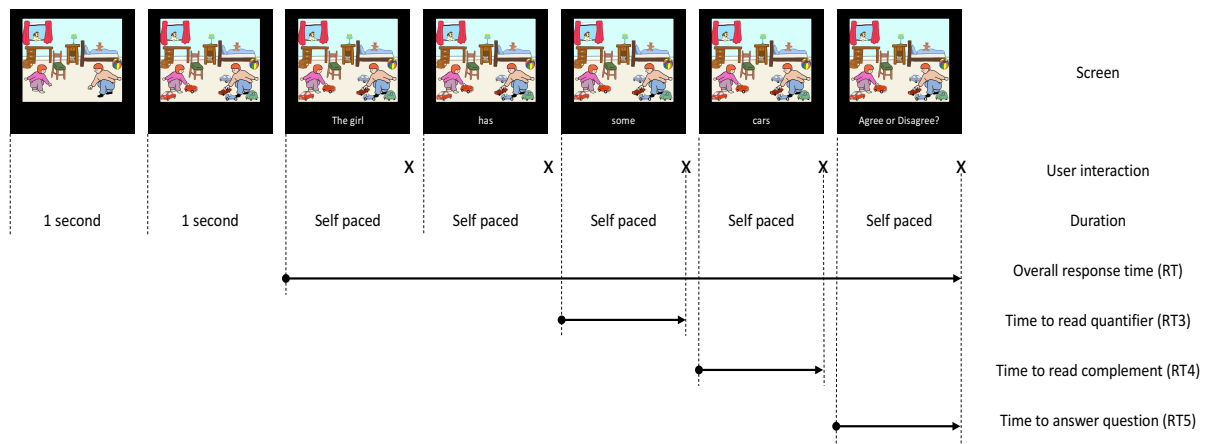 The girl
has
some
cars
Agree or Disagree?
Screen
X X X X X
User interaction
1 second
1 second
Self paced
Self paced
Self paced
Self paced
Self paced
Duration
Overall response time (RT)
Time to read quantifier (RT3)
Time to read complement (RT4)
Time to answer question (RT5)